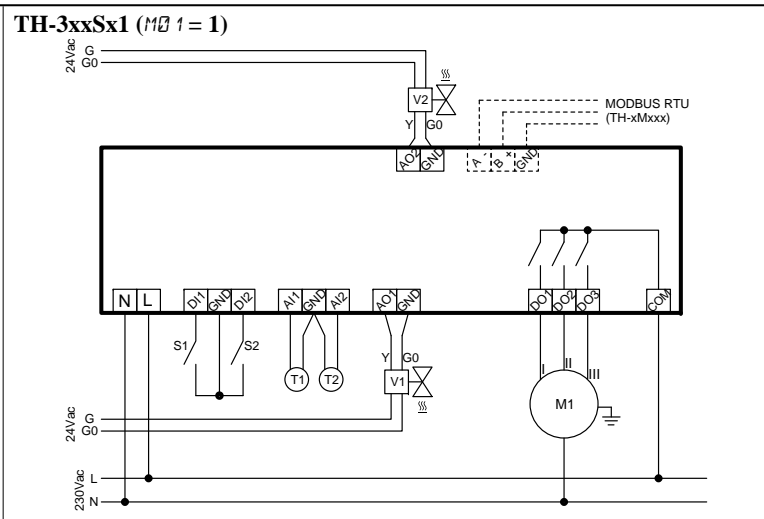 TH-3xxSx1 (M01 = 1)
24Vac
G
G0
V2
Y
G0
MODBUS RTU
(TH-xMxxx)
AO2
GND
A -
B +
GND
N
L
DI1
GND
DI2
AI1
GND
AI2
AO1
GND
DO1
DO2
DO3
COM
S1
S2
T1
T2
Y
G0
V1
I
II
III
M1
24Vac
G
G0
230Vac
L
N